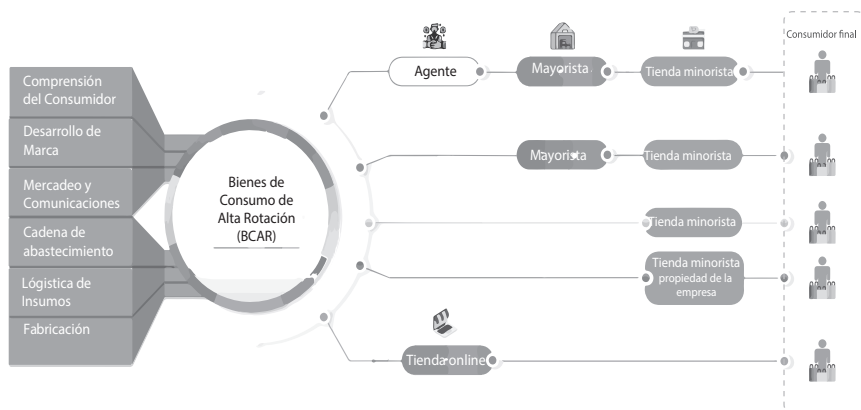 Comprensión
del Consumidor
Desarrollo de
Marca
Mercadeo y
Comunicaciones
Cadena de
abastecimiento
Lógistica de
Insumos
Fabricación
Bienes de
Consumo de
Alta Rotación
(BCAR)
Agente
Mayorista
Tienda minorista
Mayorista
Tienda minorista
Tienda minorista
Tienda minorista
propiedad de la
empresa
Tienda online
Consumidor final